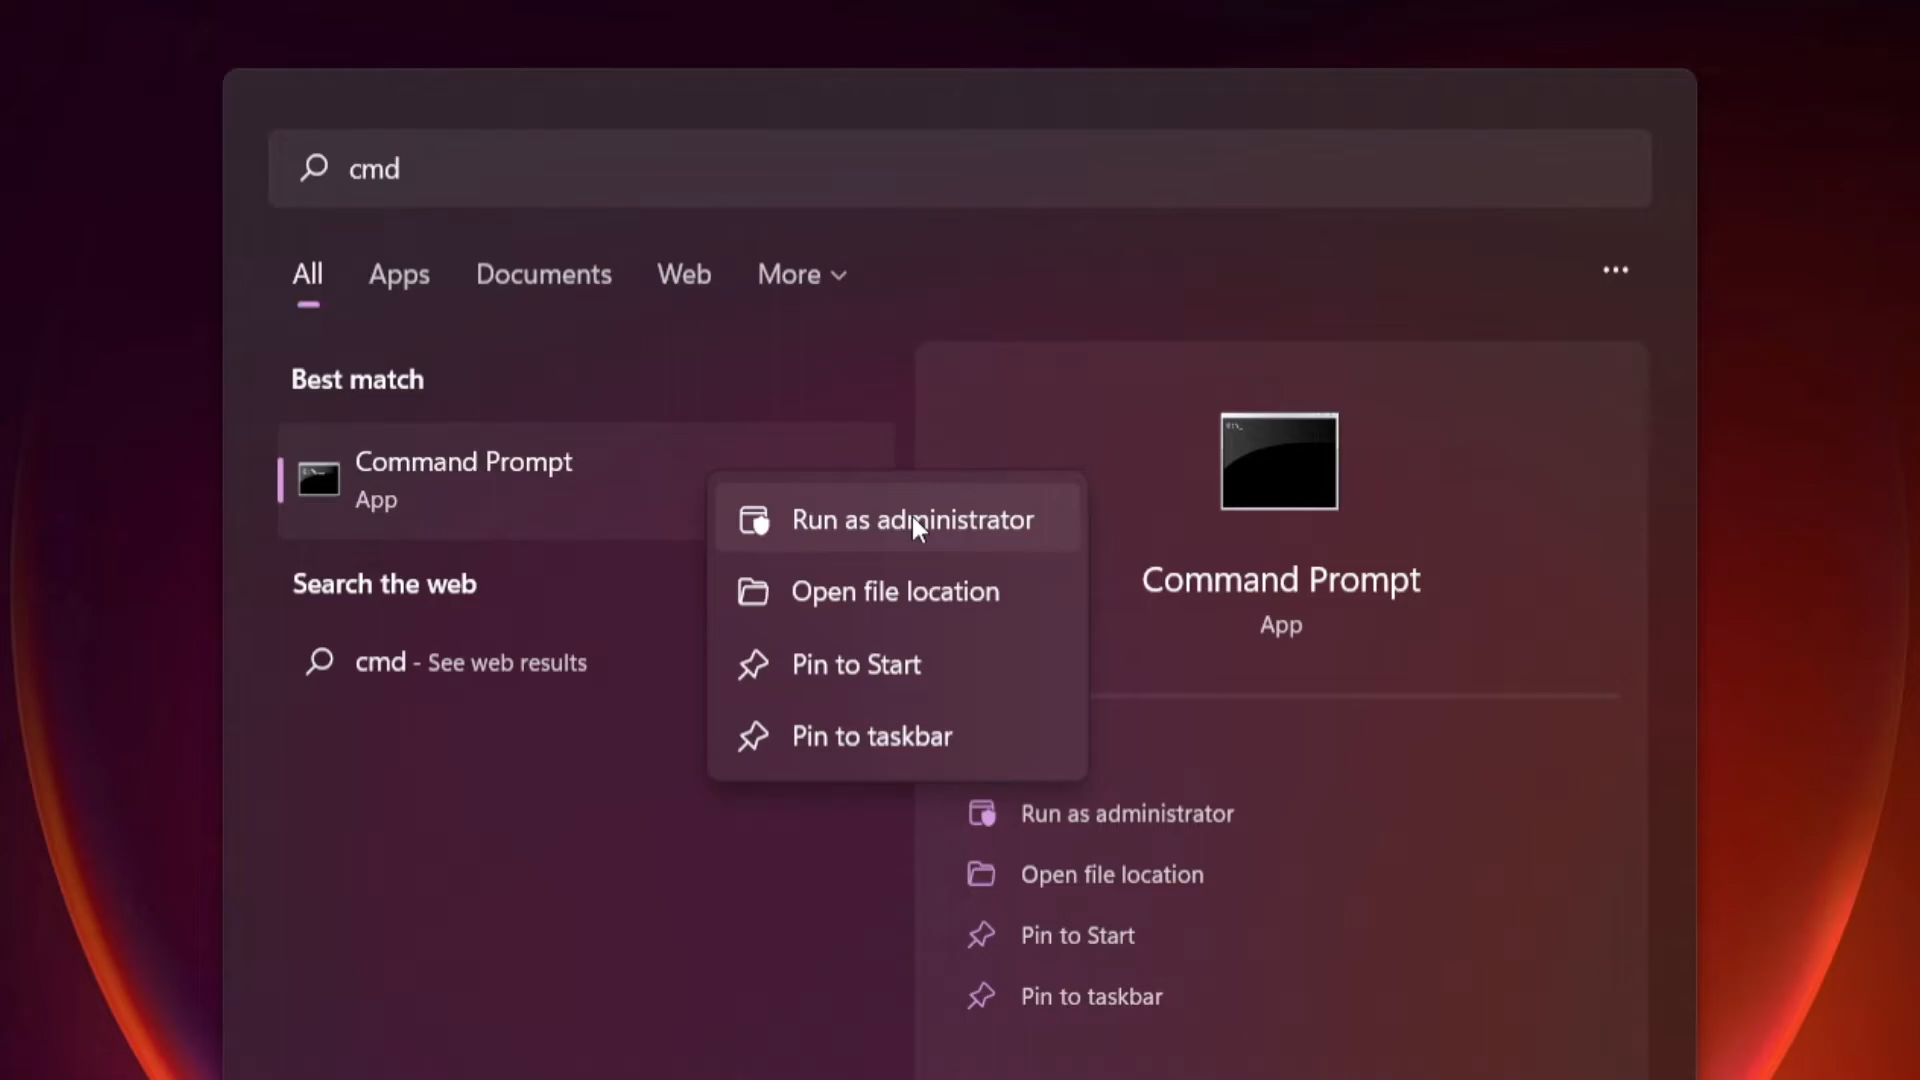 cmd
All Apps Documents Web More
Best match
Command Prompt
App
Search the web
cmd - See web results
Run as administrator
Open file location
Pin to Start
Pin to taskbar
Command Prompt
App
Run as administrator
Open file location
Pin to Start
Pin to taskbar